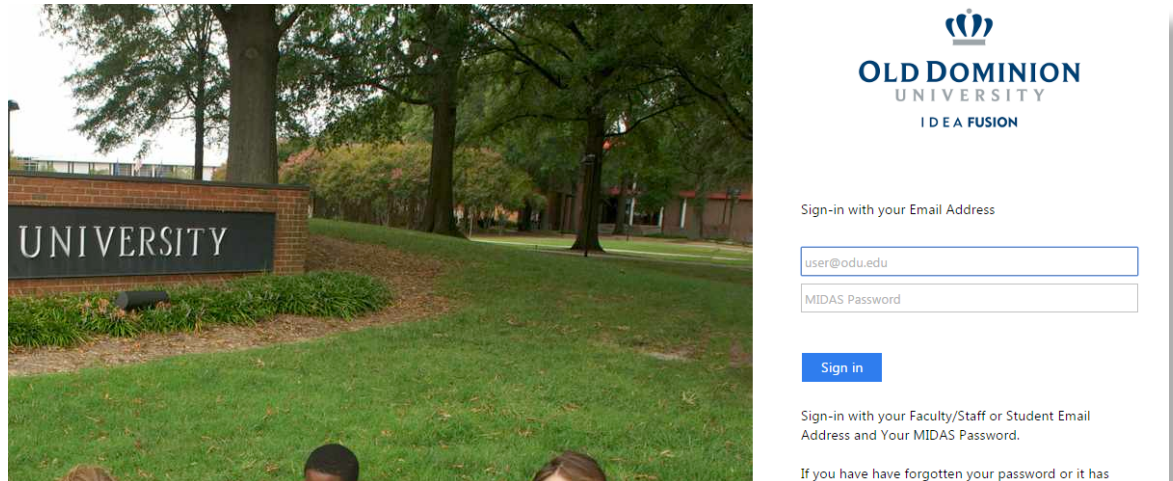 UNIVERSITY
OLD DOMINION
UNIVERSITY
IDEA FUSION
Sign-in with your Email Address
user@odu.edu
MIDAS Password
Sign in
Sign-in with your Faculty/Staff or Student Email
Address and Your MIDAS Password.
If you have have forgotten your password or it has